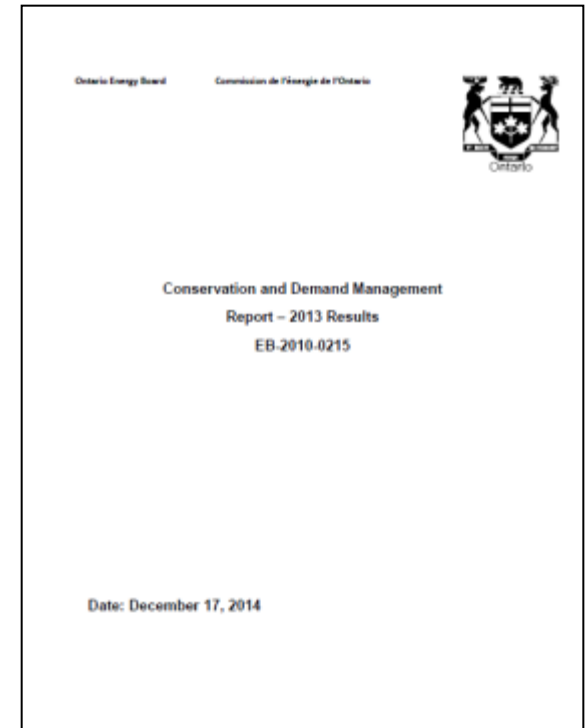 Ontario Energy Board Commission de l'énergie de l'Ontario
Ontario
Conservation and Demand Management
Report – 2013 Results
EB-2010-0215
Date: December 17, 2014